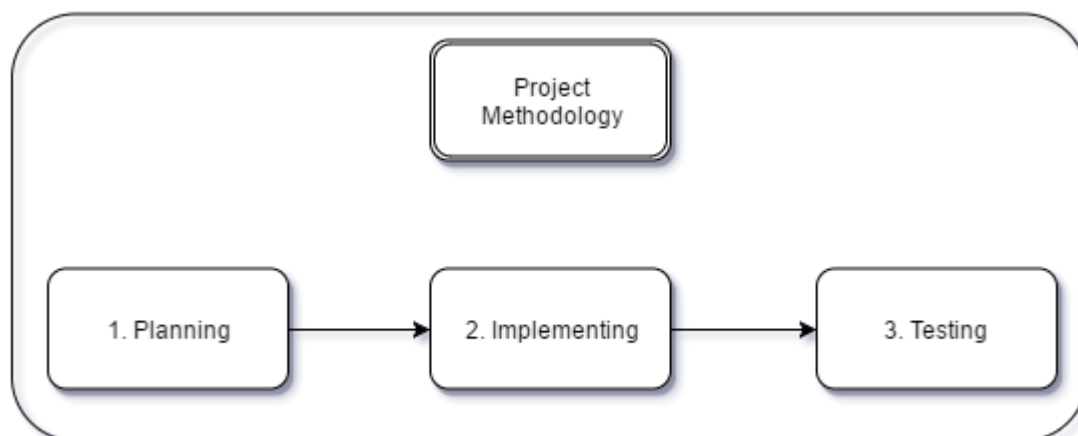 Project
Methodology
1. Planning
2. Implementing
3. Testing